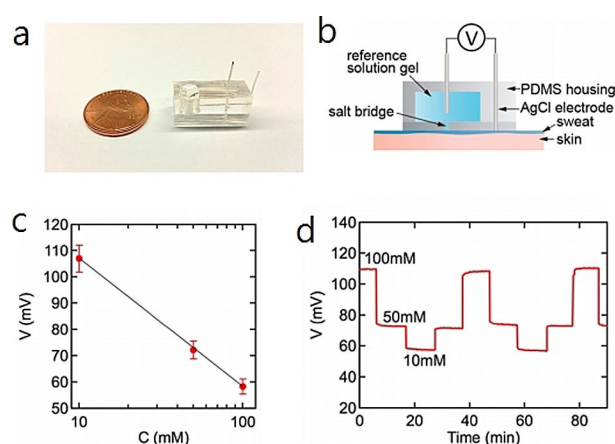 a
b
V
reference
solution gel
salt bridge
PDMS housing
AgCl electrode
sweat
skin
c
120
110
100
90
80
70
60
50
10
100
V (mV)
C (mM)
d
140
120
100
80
60
40
20
0
20
40
60
80
V (mV)
Time (min)
100mM
50mM
10mM